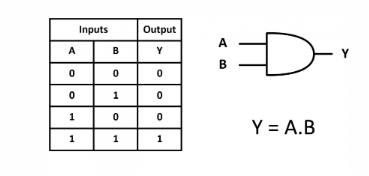 Inputs Output
A B Y
0 0 0
0 1 0
1 0 0
1 1 1
A
B
Y
Y = A.B